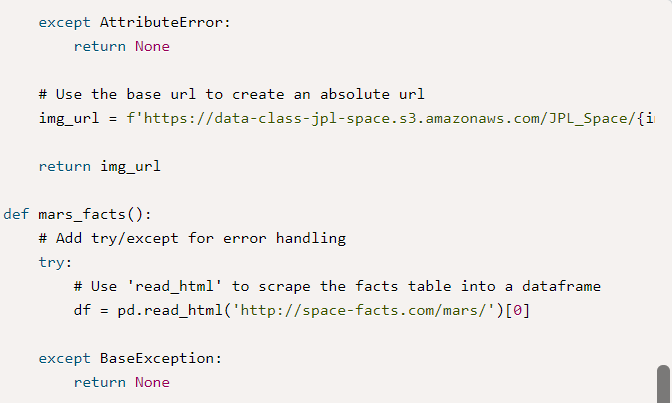 except AttributeError:
return None
# Use the base url to create an absolute url
img_url = f'https://data-class-jpl-space.s3.amazonaws.com/JPL_Space/{i
return img_url
def mars_facts():
# Add try/except for error handling
try:
# Use 'read_html' to scrape the facts table into a dataframe
df = pd.read_html('http://space-facts.com/mars/')[0]
except BaseException:
return None